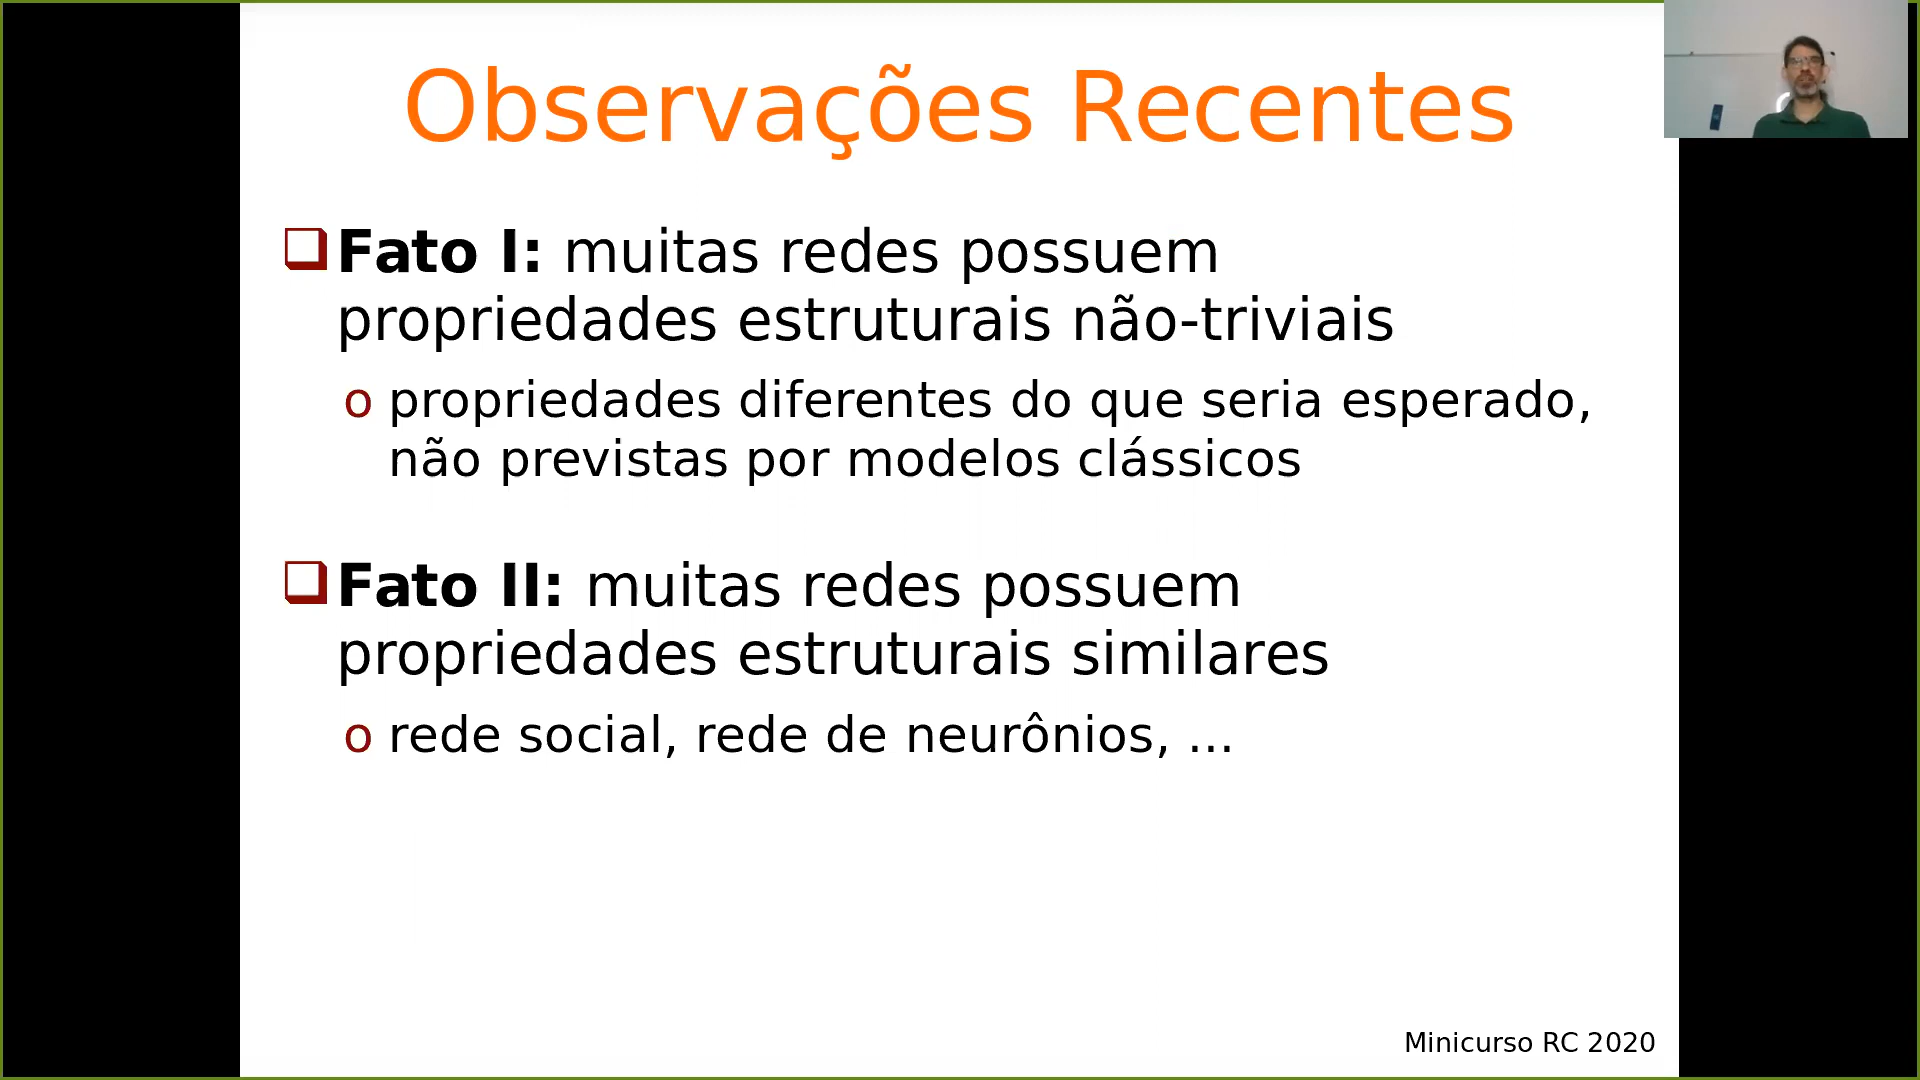 Observações Recentes
Fato I: muitas redes possuem
propriedades estruturais não-triviais
o propriedades diferentes do que seria esperado,
não previstas por modelos clássicos
Fato II: muitas redes possuem
propriedades estruturais similares
o rede social, rede de neurônios, ...
Minicurso RC 2020